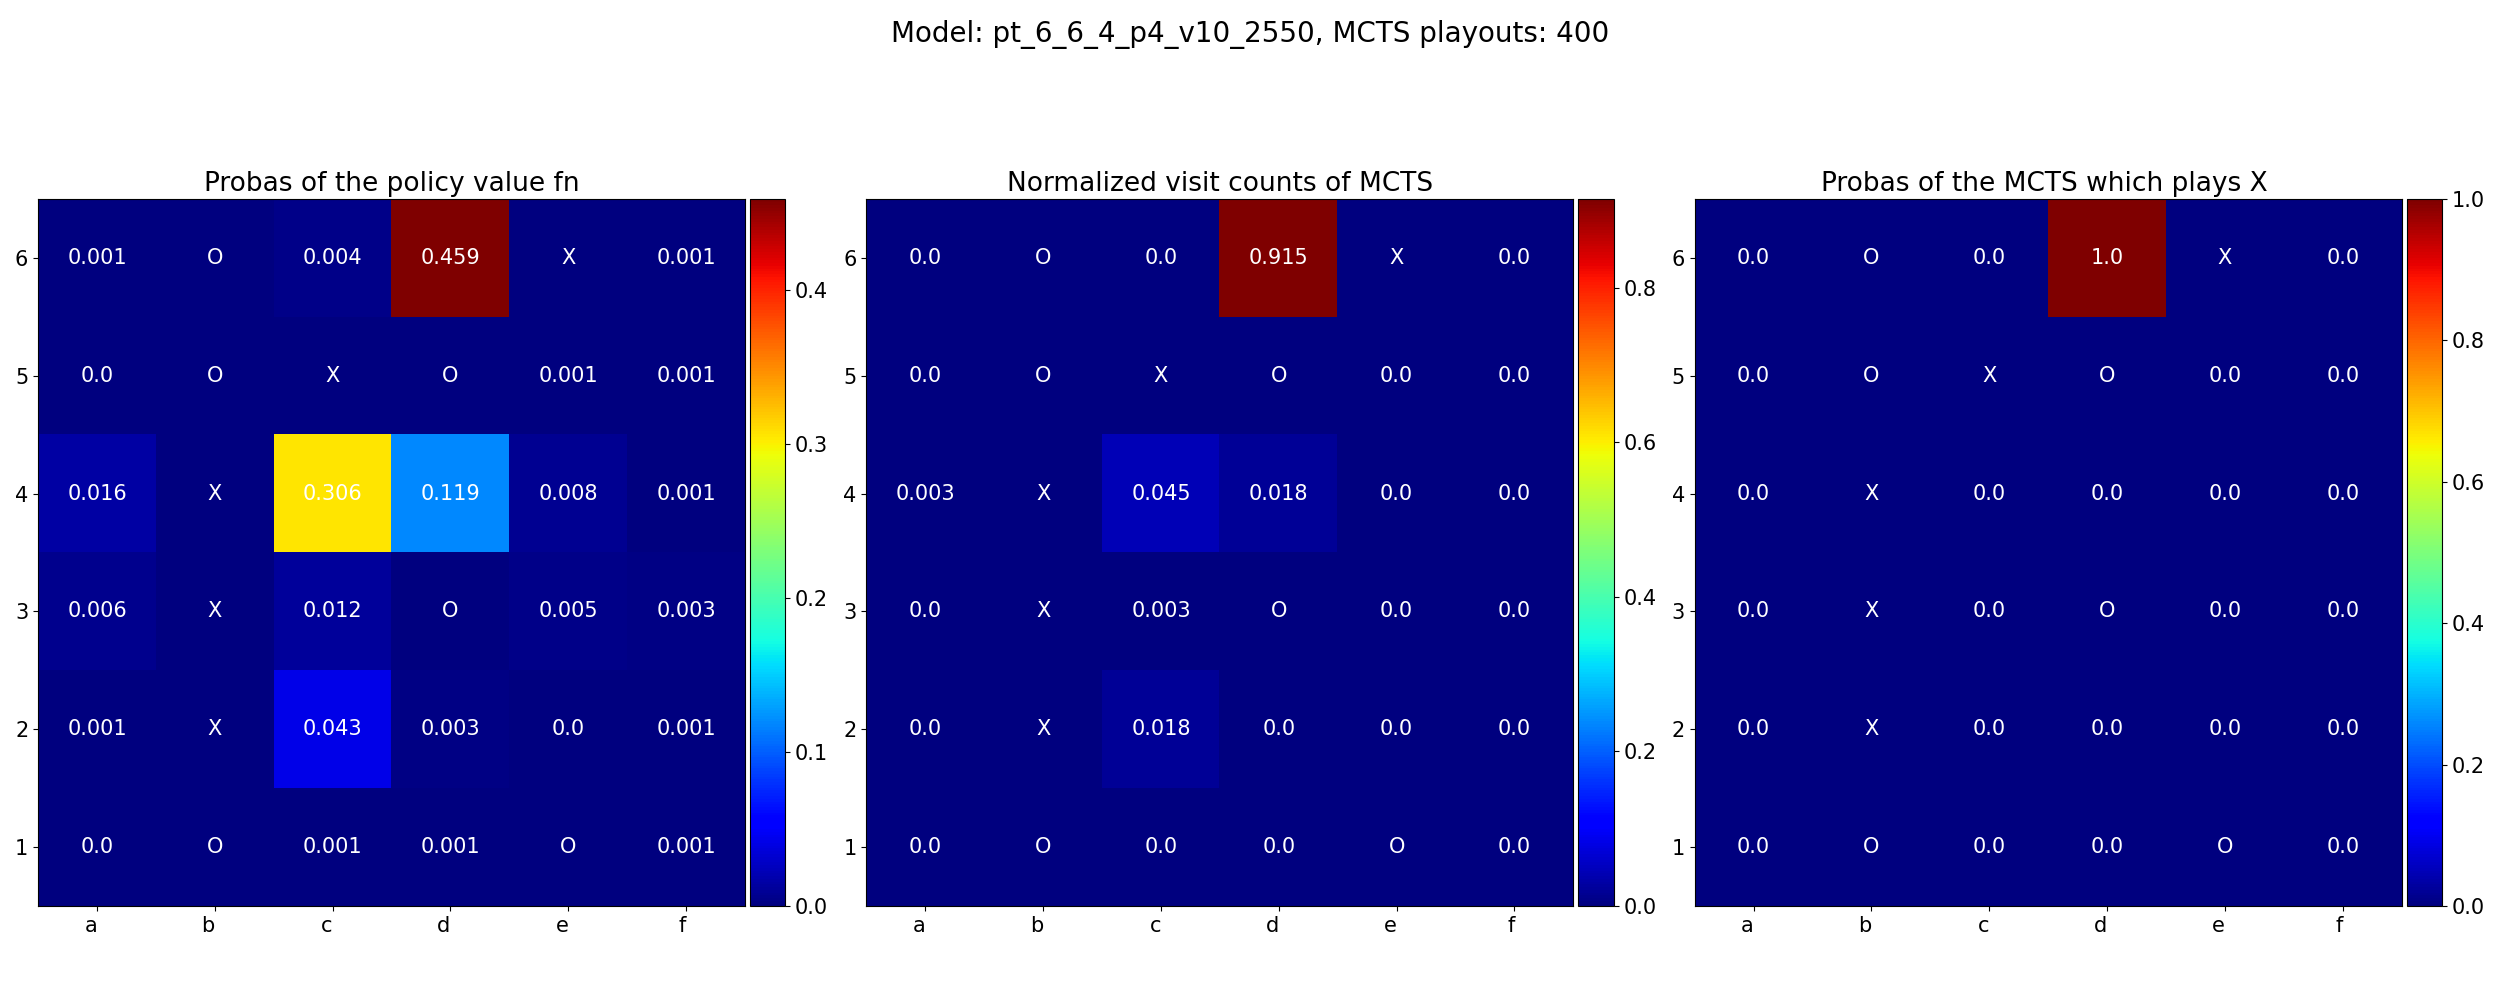 Model: pt_6_6_4_p4_v10_2550, MCTS playouts: 400
Probas of the policy value fn
6 0.001 O 0.004 0.459 X 0.001
5 0.0 O X O 0.001 0.001
4 0.016 X 0.306 0.119 0.008 0.001
3 0.006 X 0.012 O 0.005 0.003
2 0.001 X 0.043 0.003 0.0 0.001
1 0.0 O 0.001 0.001 O 0.001
a b c d e f
0.4
0.3
0.2
0.1
0.0
Normalized visit counts of MCTS
6 0.0 O 0.0 0.915 X 0.0
5 0.0 O X O 0.0 0.0
4 0.003 X 0.045 0.018 0.0 0.0
3 0.0 X 0.003 O 0.0 0.0
2 0.0 X 0.018 0.0 0.0 0.0
1 0.0 O 0.0 0.0 O 0.0
a b c d e f
0.8
0.6
0.4
0.2
0.0
Probas of the MCTS which plays X
6 0.0 O 0.0 1.0 X 0.0
5 0.0 O X O 0.0 0.0
4 0.0 X 0.0 0.0 0.0 0.0
3 0.0 X 0.0 O 0.0 0.0
2 0.0 X 0.0 0.0 0.0 0.0
1 0.0 O 0.0 0.0 O 0.0
a b c d e f
1.0
0.8
0.6
0.4
0.2
0.0